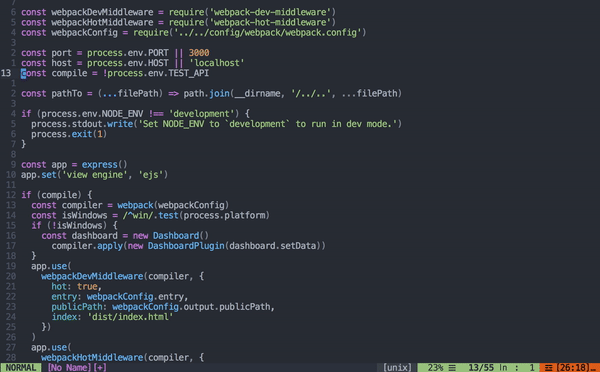 7
6 const webpackDevMiddleware = require('webpack-dev-middleware')
5 const webpackHotMiddleware = require('webpack-hot-middleware')
4 const webpackConfig = require('../../config/webpack/webpack.config')
3
2 const port = process.env.PORT || 3000
1 const host = process.env.HOST || 'localhost'
13 const compile = !process.env.TEST_API
1
2 const pathTo = (...filePath) => path.join(__dirname, '/../..', ...filePath)
3
4 if (process.env.NODE_ENV !== 'development') {
5 process.stdout.write('Set NODE_ENV to `development` to run in dev mode.')
6 process.exit(1)
7 }
8
9 const app = express()
10 app.set('view engine', 'ejs')
11
12 if (compile) {
13 const compiler = webpack(webpackConfig)
14 const isWindows = /^win/.test(process.platform)
15 if (!isWindows) {
16 const dashboard = new Dashboard()
17 compiler.apply(new DashboardPlugin(dashboard.setData))
18 }
19 app.use(
20 webpackDevMiddleware(compiler, {
21 hot: true,
22 entry: webpackConfig.entry,
23 publicPath: webpackConfig.output.publicPath,
24 index: 'dist/index.html'
25 })
26 )
27 app.use(
28 webpackHotMiddleware(compiler, {
NORMAL [No Name][+] [unix] 23% ☰ 13/55 ln : 1 ☲ [26:18]…